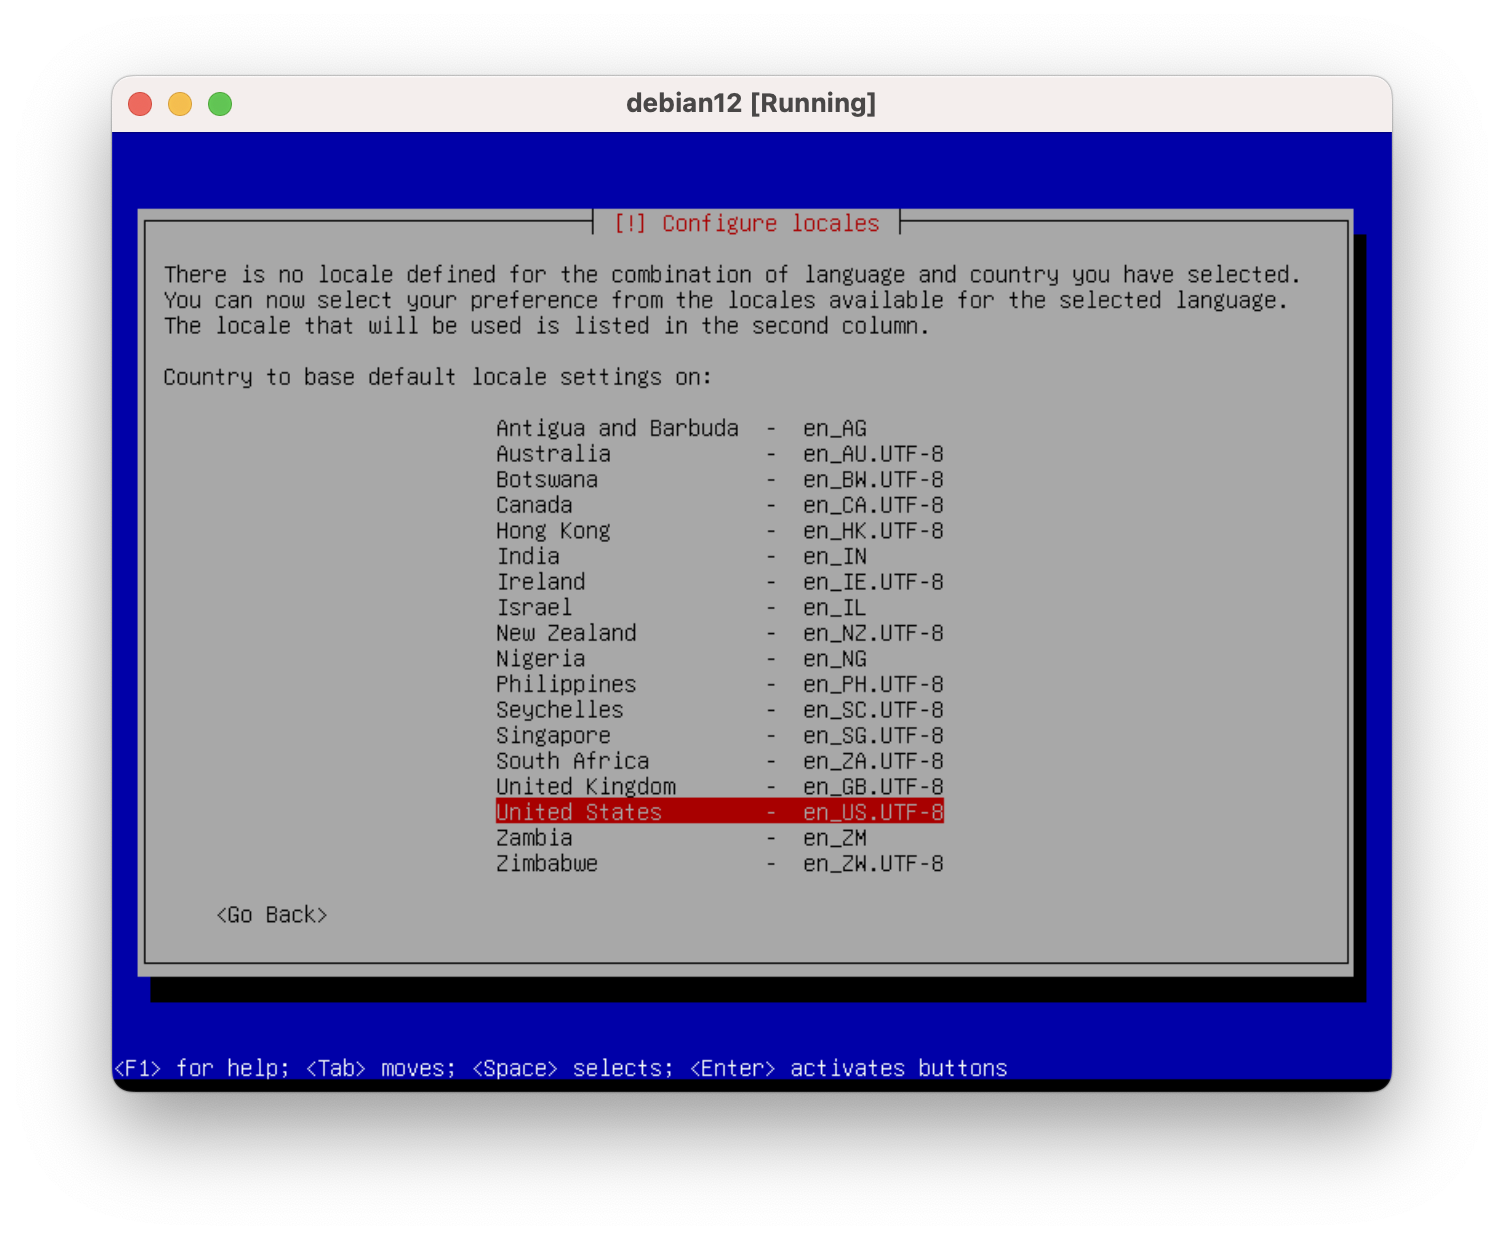 debian12 [Running]
[!] Configure locales
There is no locale defined for the combination of language and country you have selected.
You can now select your preference from the locales available for the selected language.
The locale that will be used is listed in the second column.
Country to base default locale settings on:
Antigua and Barbuda - en_AG
Australia - en_AU.UTF-8
Botswana - en_BW.UTF-8
Canada - en_CA.UTF-8
Hong Kong - en_HK.UTF-8
India - en_IN
Ireland - en_IE.UTF-8
Israel - en_IL
New Zealand - en_NZ.UTF-8
Nigeria - en_NG
Philippines - en_PH.UTF-8
Seychelles - en_SC.UTF-8
Singapore - en_SG.UTF-8
South Africa - en_ZA.UTF-8
United Kingdom - en_GB.UTF-8
United States - en_US.UTF-8
Zambia - en_ZM
Zimbabwe - en_ZW.UTF-8
<Go Back>
<F1> for help; <Tab> moves; <Space> selects; <Enter> activates buttons